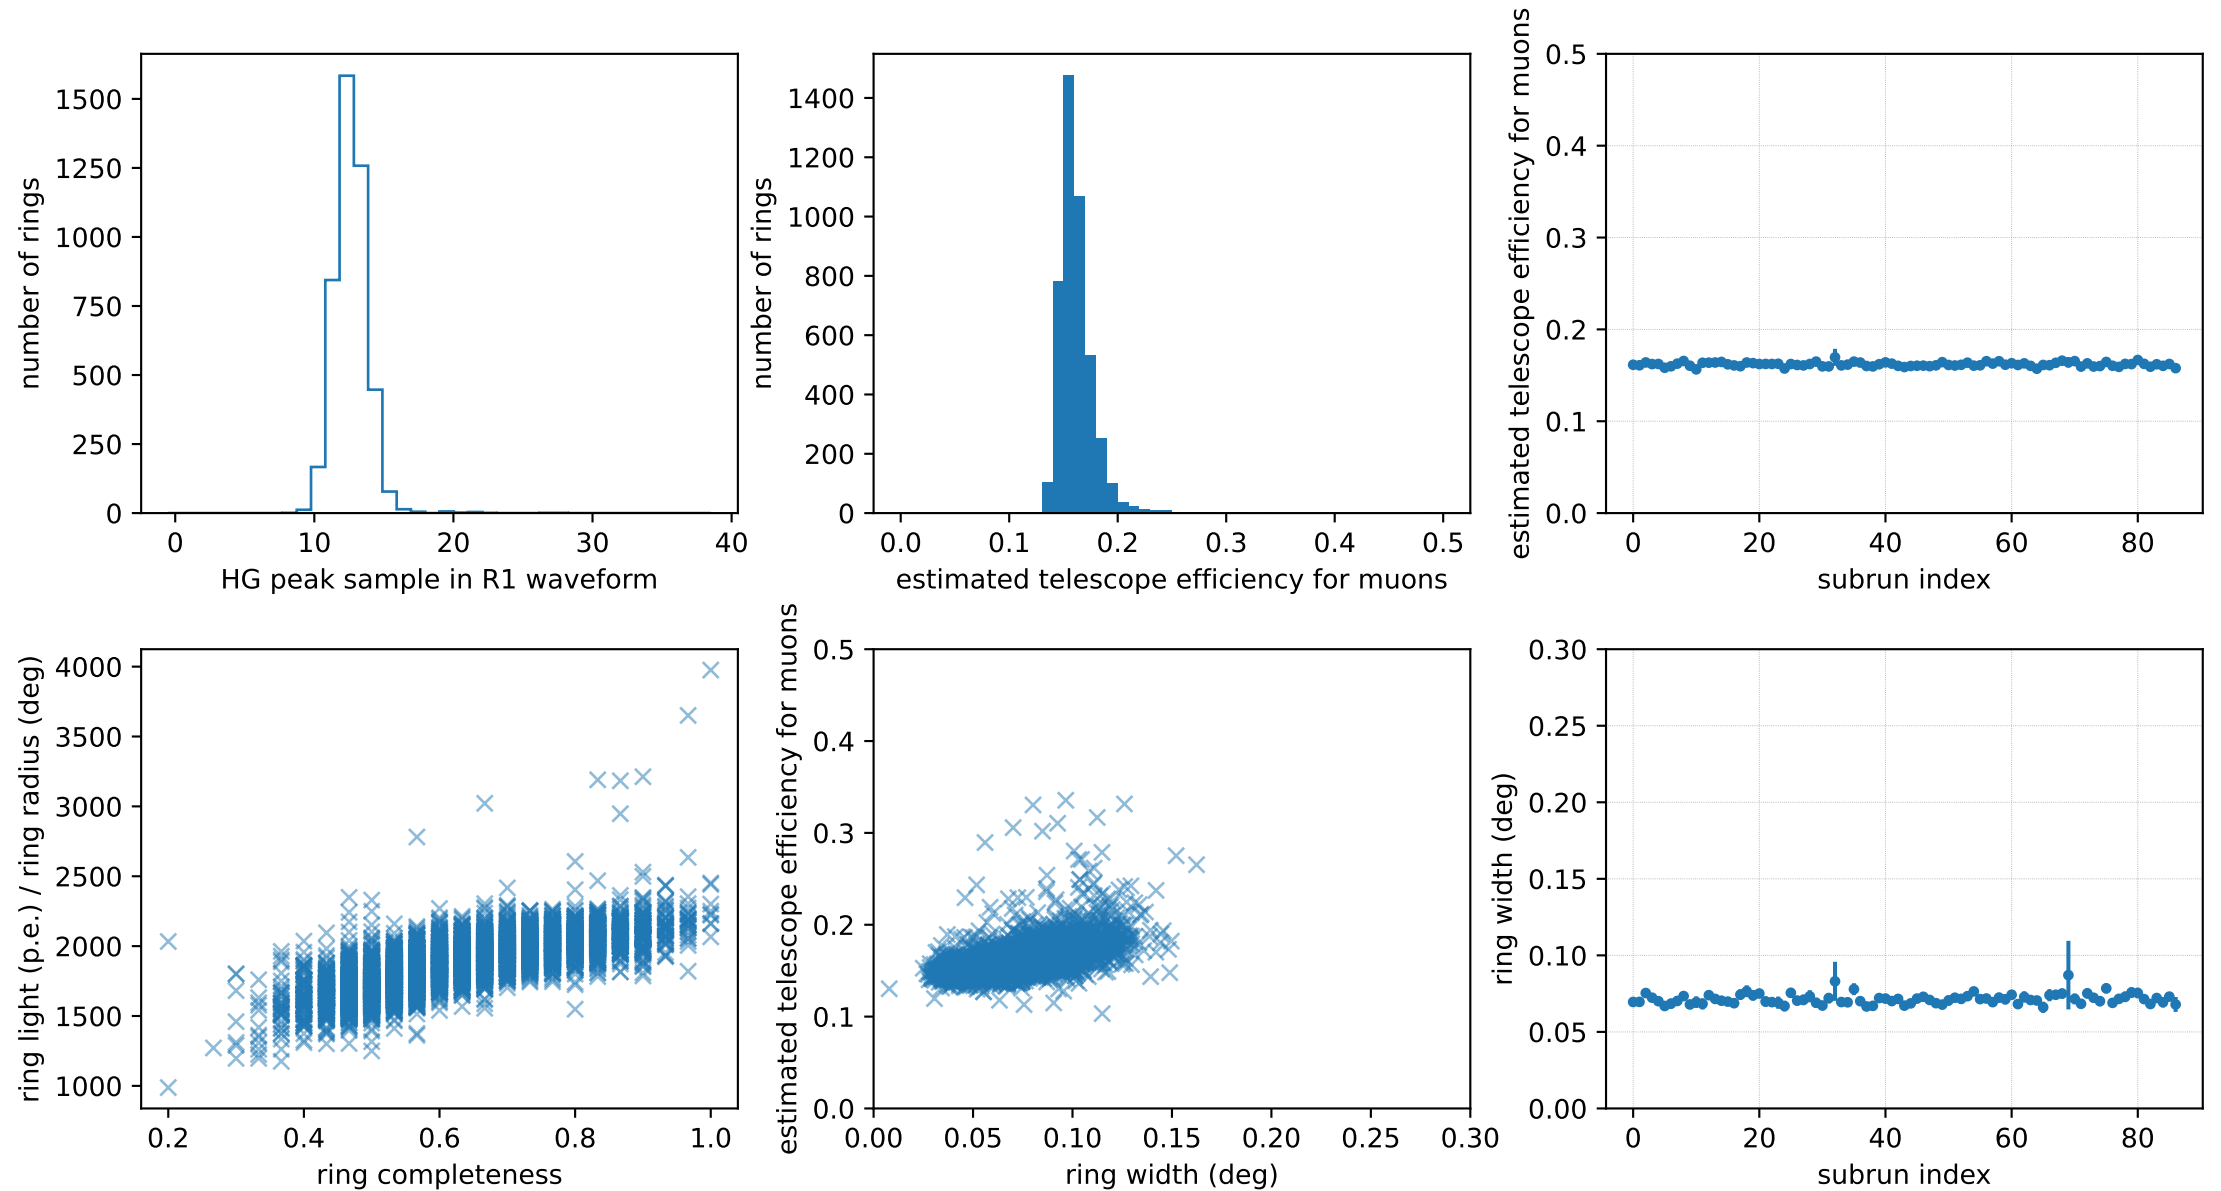 number of rings
1500
1250
1000
750
500
250
0
0 10 20 30 40
HG peak sample in R1 waveform
number of rings
1400
1200
1000
800
600
400
200
0
0.0 0.1 0.2 0.3 0.4 0.5
estimated telescope efficiency for muons
estimated telescope efficiency for muons
0.5
0.4
0.3
0.2
0.1
0.0
0 20 40 60 80
subrun index
ring light (p.e.) / ring radius (deg)
4000
3500
3000
2500
2000
1500
1000
0.2 0.4 0.6 0.8 1.0
ring completeness
estimated telescope efficiency for muons
0.5
0.4
0.3
0.2
0.1
0.0
0.00 0.05 0.10 0.15 0.20 0.25 0.30
ring width (deg)
ring width (deg)
0.30
0.25
0.20
0.15
0.10
0.05
0.00
0 20 40 60 80
subrun index